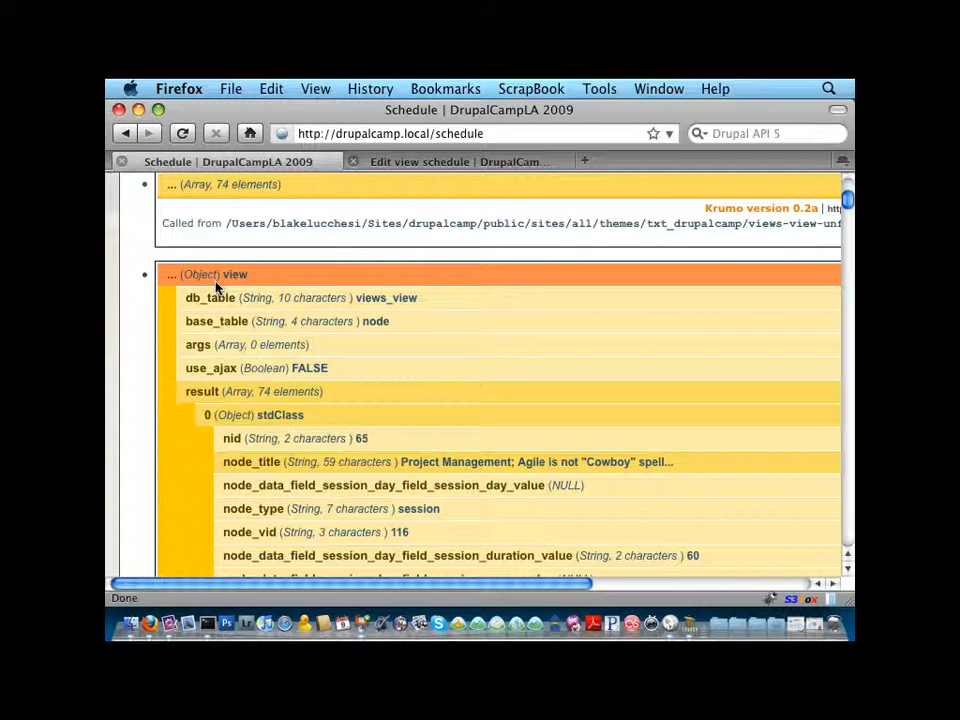 Firefox File Edit View History Bookmarks ScrapBook Tools Window Help
Schedule | DrupalCampLA 2009
http://drupalcamp.local/schedule
Drupal API 5
Schedule | DrupalCampLA 2009
Edit view schedule | DrupalCam...
... (Array, 74 elements)
Krumo version 0.2a | htt
Called from /Users/blakelucchesi/Sites/drupalcamp/public/sites/all/themes/txt_drupalcamp/views-view-unf
... (Object) view
db_table (String, 10 characters ) views_view
base_table (String, 4 characters ) node
args (Array, 0 elements)
use_ajax (Boolean) FALSE
result (Array, 74 elements)
0 (Object) stdClass
nid (String, 2 characters ) 65
node_title (String, 59 characters ) Project Management; Agile is not "Cowboy" spell...
node_data_field_session_day_field_session_day_value (NULL)
node_type (String, 7 characters ) session
node_vid (String, 3 characters ) 116
node_data_field_session_day_field_session_duration_value (String, 2 characters ) 60
Done
S3Fox